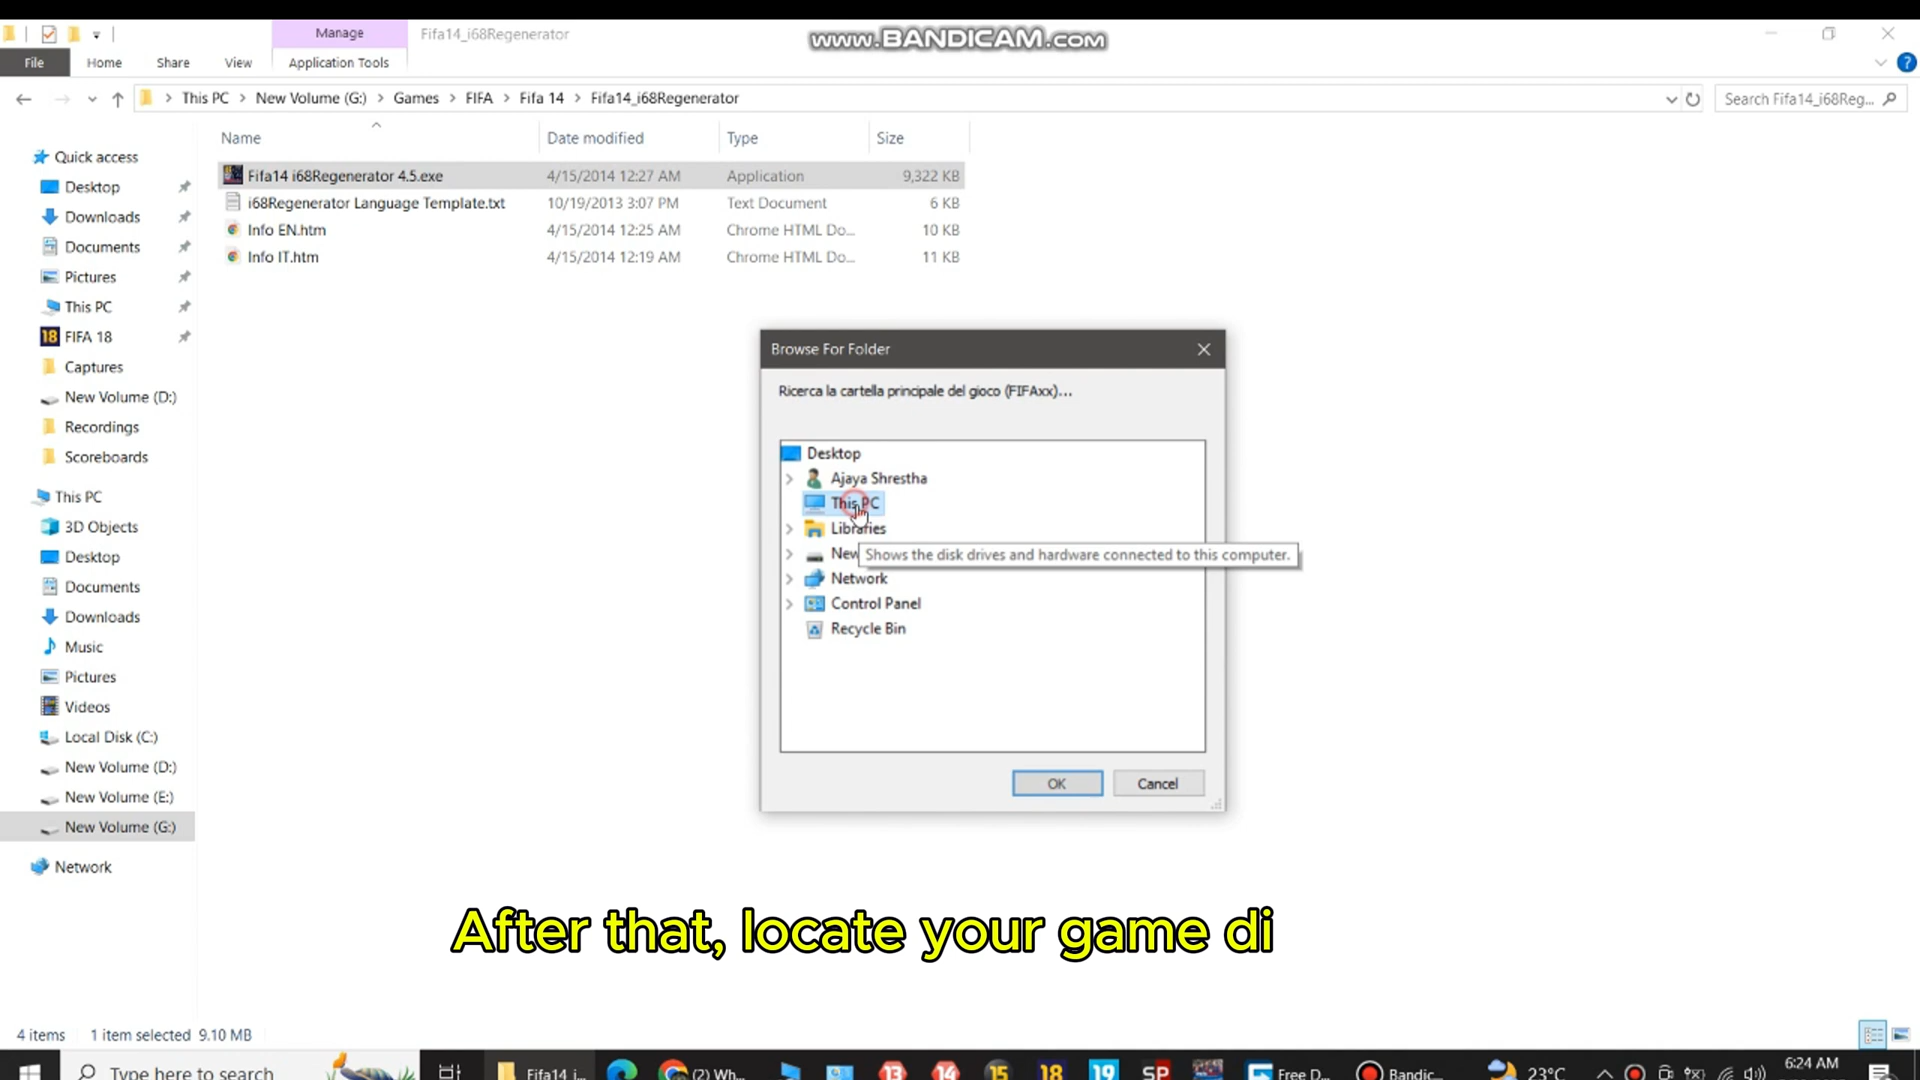 Manage
Fifa14_i68Regenerator
www.BANDICAM.com
File
Home
Share
View
Application Tools
This PC
New Volume (G:)
Games
FIFA
Fifa 14
Fifa14_i68Regenerator
Search Fifa14_i68Reg...
Name
Date modified
Type
Size
Fifa14 i68Regenerator 4.5.exe
4/15/2014 12:27 AM
Application
9,322 KB
i68Regenerator Language Template.txt
10/19/2013 3:07 PM
Text Document
6 KB
Info EN.htm
4/15/2014 12:25 AM
Chrome HTML Do...
10 KB
Info IT.htm
4/15/2014 12:19 AM
Chrome HTML Do...
11 KB
Quick access
Desktop
Downloads
Documents
Pictures
This PC
18 FIFA 18
Captures
New Volume (D:)
Recordings
Scoreboards
This PC
3D Objects
Desktop
Documents
Downloads
Music
Pictures
Videos
Local Disk (C:)
New Volume (D:)
New Volume (E:)
New Volume (G:)
Network
Browse For Folder
Ricerca la cartella principale del gioco (FIFAxx)...
Desktop
Ajaya Shrestha
This PC
Libraries
New
Shows the disk drives and hardware connected to this computer.
Network
Control Panel
Recycle Bin
OK
Cancel
After that, locate your game di
4 items
1 item selected 9.10 MB
Type here to search
Fifa14_i...
(2) Wh...
13
14
15
18
19
SP
Free D...
Bandic...
23°C
6:24 AM